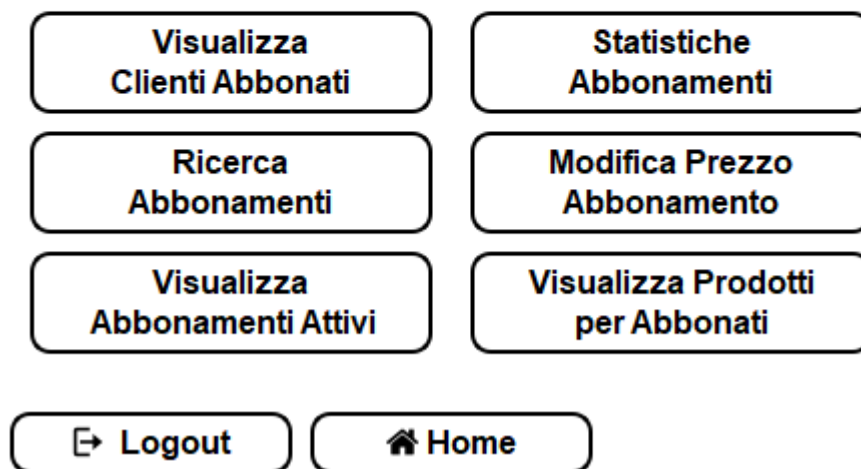 Visualizza
Clienti Abbonati
Statistiche
Abbonamenti
Ricerca
Abbonamenti
Modifica Prezzo
Abbonamento
Visualizza
Abbonamenti Attivi
Visualizza Prodotti
per Abbonati
Logout
Home